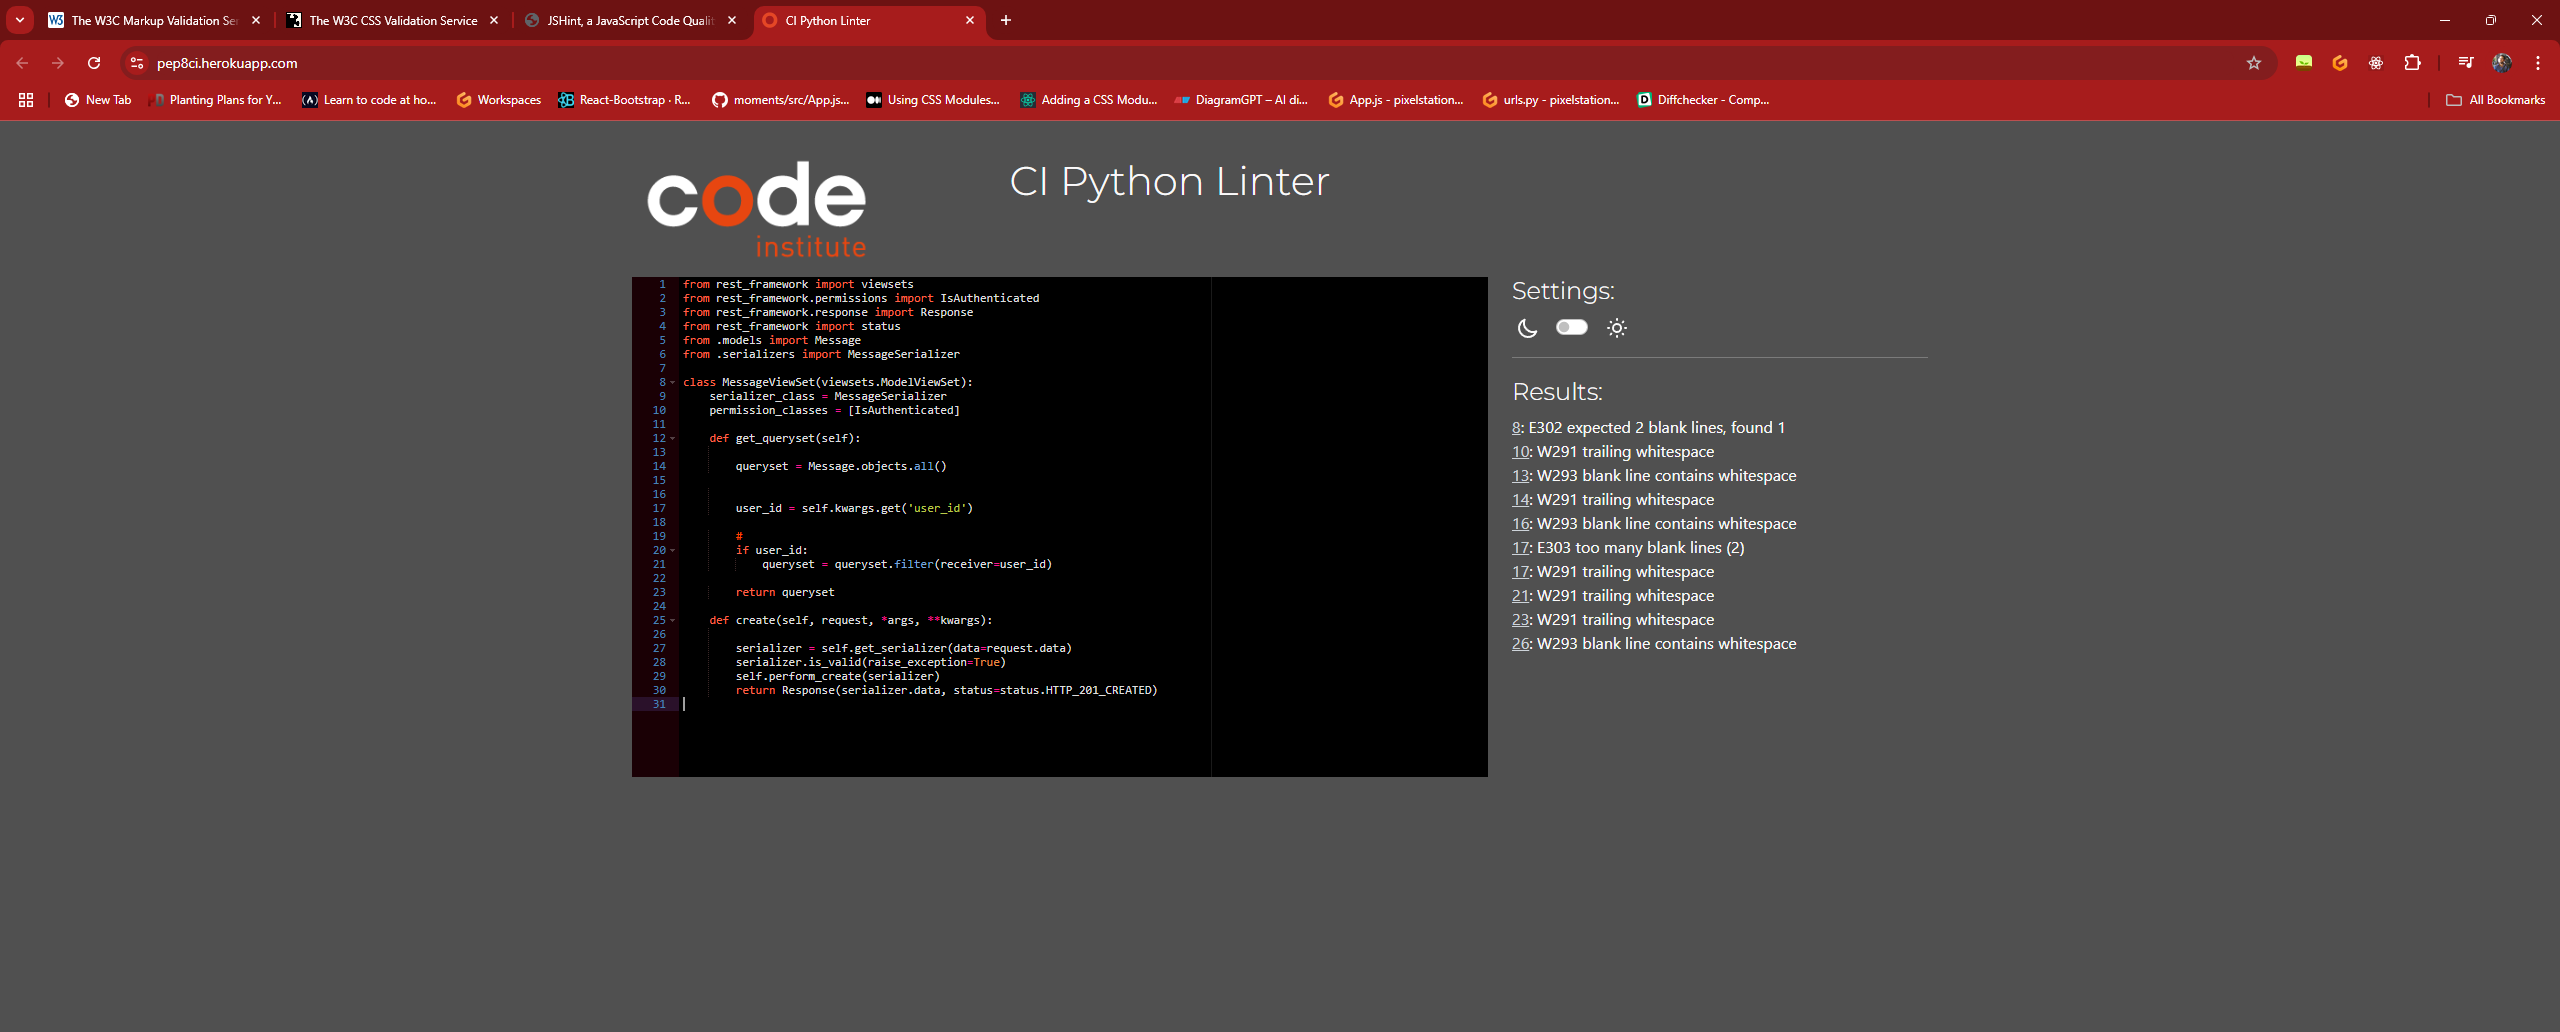 The W3C Markup Validation Se
The W3C CSS Validation Service
JSHint, a JavaScript Code Qualit
CI Python Linter
pep8ci.herokuapp.com
New Tab
Planting Plans for Y...
Learn to code at ho...
Workspaces
React-Bootstrap · R...
moments/src/App.js...
Using CSS Modules...
Adding a CSS Modu...
DiagramGPT – AI di...
App.js - pixelstation...
urls.py - pixelstation...
Diffchecker - Comp...
All Bookmarks
code
institute
CI Python Linter
1 from rest_framework import viewsets
2 from rest_framework.permissions import IsAuthenticated
3 from rest_framework.response import Response
4 from rest_framework import status
5 from .models import Message
6 from .serializers import MessageSerializer
7
8 class MessageViewSet(viewsets.ModelViewSet):
9     serializer_class = MessageSerializer
10     permission_classes = [IsAuthenticated]
11
12     def get_queryset(self):
13
14         queryset = Message.objects.all()
15
16
17         user_id = self.kwargs.get('user_id')
18
19         #
20         if user_id:
21             queryset = queryset.filter(receiver=user_id)
22
23         return queryset
24
25     def create(self, request, *args, **kwargs):
26
27         serializer = self.get_serializer(data=request.data)
28         serializer.is_valid(raise_exception=True)
29         self.perform_create(serializer)
30         return Response(serializer.data, status=status.HTTP_201_CREATED)
31
Settings:
Results:
8: E302 expected 2 blank lines, found 1
10: W291 trailing whitespace
13: W293 blank line contains whitespace
14: W291 trailing whitespace
16: W293 blank line contains whitespace
17: E303 too many blank lines (2)
17: W291 trailing whitespace
21: W291 trailing whitespace
23: W291 trailing whitespace
26: W293 blank line contains whitespace